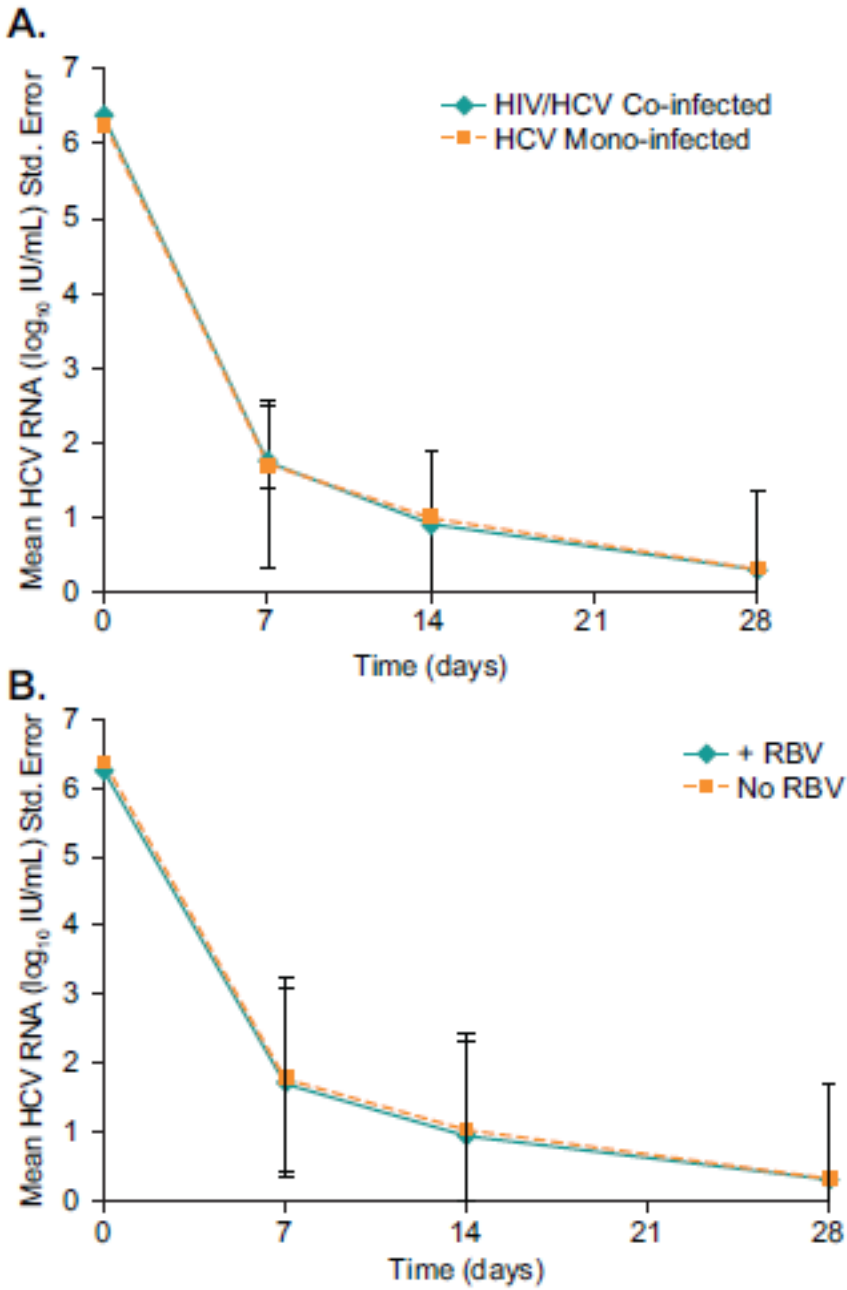 A.
Mean HCV RNA (log₁₀ IU/mL) Std. Error
7
6
5
4
3
2
1
0
HIV/HCV Co-infected
HCV Mono-infected
0 7 14 21 28
Time (days)
B.
Mean HCV RNA (log₁₀ IU/mL) Std. Error
7
6
5
4
3
2
1
0
+ RBV
No RBV
0 7 14 21 28
Time (days)